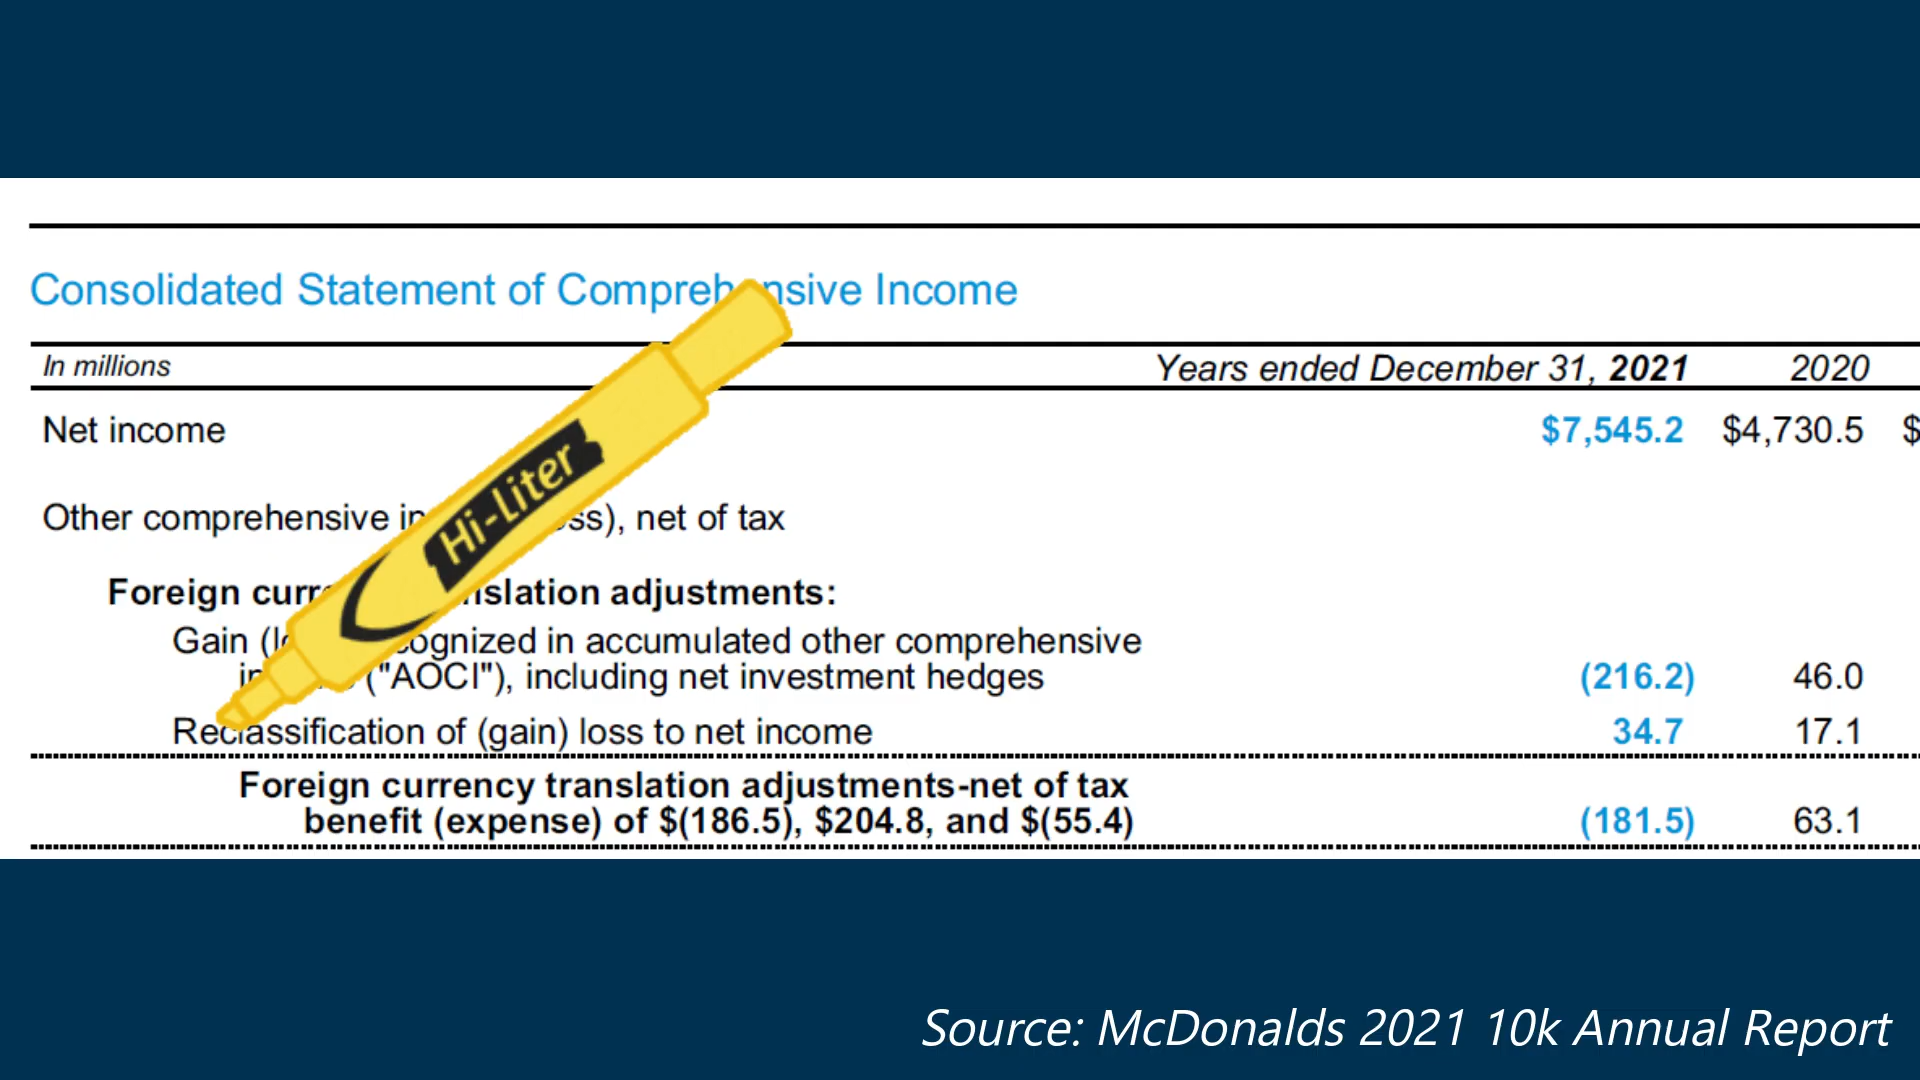 Consolidated Statement of Compreh nsive Income
In millions Years ended December 31, 2021 2020
Net income $7,545.2 $4,730.5 $
Other comprehensive in ss), net of tax
Foreign curr nslation adjustments:
Gain (l ognized in accumulated other comprehensive
in ("AOCI"), including net investment hedges (216.2) 46.0
Reclassification of (gain) loss to net income 34.7 17.1
Foreign currency translation adjustments-net of tax
benefit (expense) of $(186.5), $204.8, and $(55.4) (181.5) 63.1
Hi-Liter
Source: McDonalds 2021 10k Annual Report